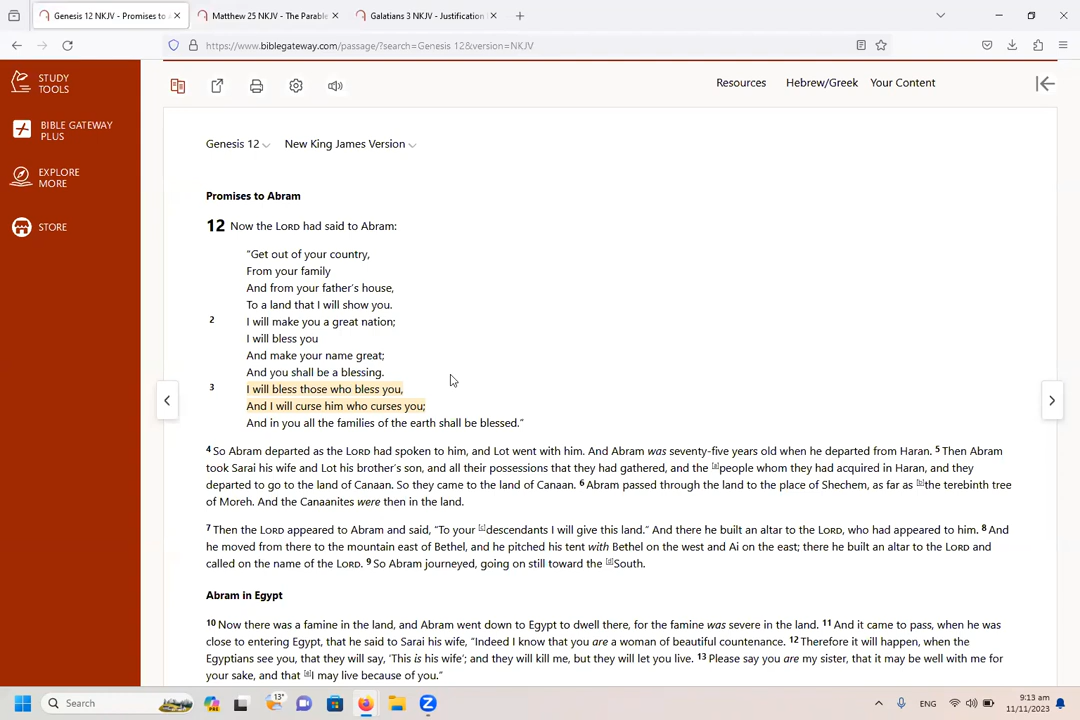 Genesis 12 NKJV - Promises to A
Matthew 25 NKJV - The Parable
Galatians 3 NKJV - Justification
https://www.biblegateway.com/passage/?search=Genesis 12&version=NKJV
STUDY
TOOLS
BIBLE GATEWAY
PLUS
EXPLORE
MORE
STORE
Resources
Hebrew/Greek
Your Content
Genesis 12
New King James Version
Promises to Abram
12 Now the LORD had said to Abram:
"Get out of your country,
From your family
And from your father's house,
To a land that I will show you.
2 I will make you a great nation;
I will bless you
And make your name great;
And you shall be a blessing.
3 I will bless those who bless you,
And I will curse him who curses you;
And in you all the families of the earth shall be blessed."
4 So Abram departed as the LORD had spoken to him, and Lot went with him. And Abram was seventy-five years old when he departed from Haran. 5 Then Abram
took Sarai his wife and Lot his brother's son, and all their possessions that they had gathered, and the [a]people whom they had acquired in Haran, and they
departed to go to the land of Canaan. So they came to the land of Canaan. 6 Abram passed through the land to the place of Shechem, as far as [b]the terebinth tree
of Moreh. And the Canaanites were then in the land.
7 Then the LORD appeared to Abram and said, "To your [c]descendants I will give this land." And there he built an altar to the LORD, who had appeared to him. 8 And
he moved from there to the mountain east of Bethel, and he pitched his tent with Bethel on the west and Ai on the east; there he built an altar to the LORD and
called on the name of the LORD. 9 So Abram journeyed, going on still toward the [d]South.
Abram in Egypt
10 Now there was a famine in the land, and Abram went down to Egypt to dwell there, for the famine was severe in the land. 11 And it came to pass, when he was
close to entering Egypt, that he said to Sarai his wife, "Indeed I know that you are a woman of beautiful countenance. 12 Therefore it will happen, when the
Egyptians see you, that they will say, 'This is his wife'; and they will kill me, but they will let you live. 13 Please say you are my sister, that it may be well with me for
your sake, and that [e]I may live because of you."
Search
13°
ENG
9:13 am
11/11/2023